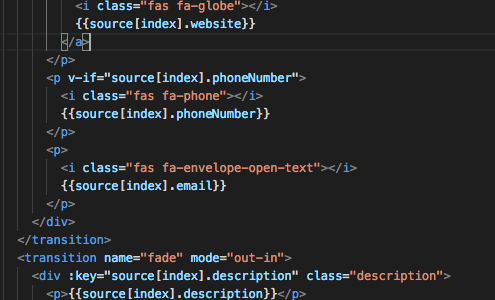 <i class="fas fa-globe"></i>
{{source[index].website}}
</a>
</p>
<p v-if="source[index].phoneNumber">
<i class="fas fa-phone"></i>
{{source[index].phoneNumber}}
</p>
<p>
<i class="fas fa-envelope-open-text"></i>
{{source[index].email}}
</p>
</div>
</transition>
<transition name="fade" mode="out-in">
<div :key="source[index].description" class="description">
<p>{{source[index].description}}</p>